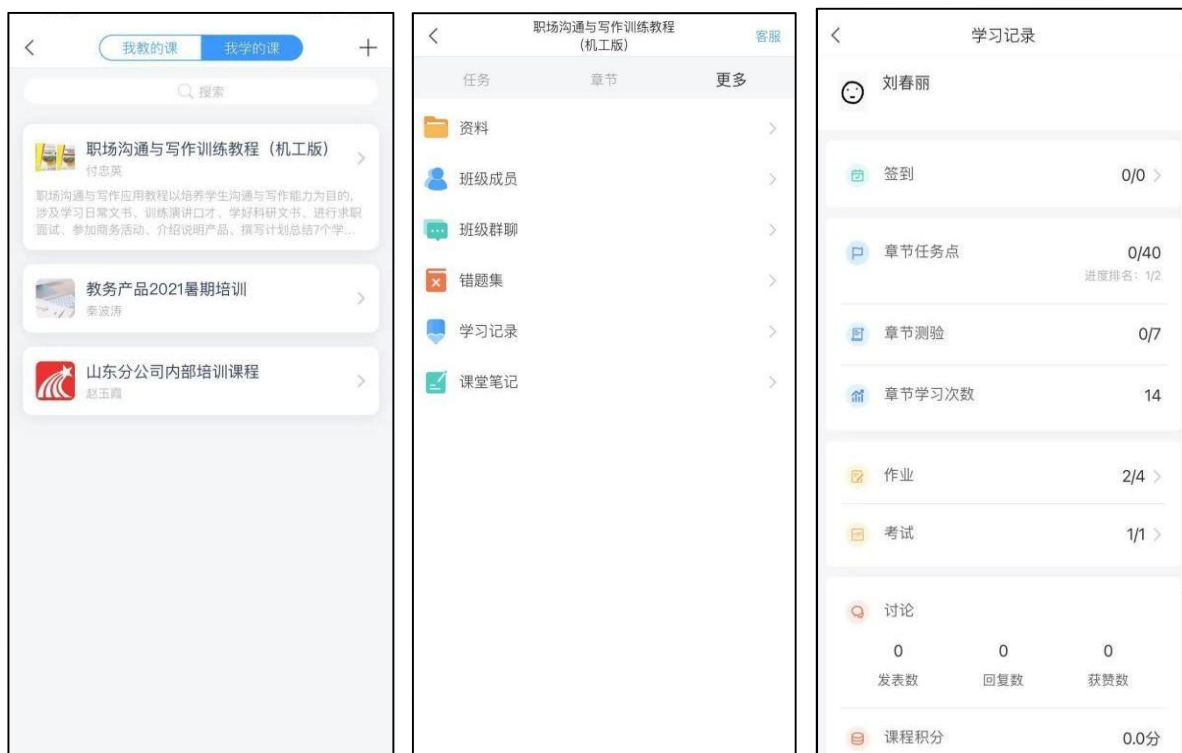 我教的课
我学的课
搜索
职场沟通与写作训练教程（机工版）
付忠英
职场沟通与写作应用教程以培养学生沟通与写作能力为目的，
涉及学习日常文书、训练演讲口才、学好科研文书、进行求职
面试、参加商务活动、介绍说明产品、撰写计划总结7个学...
教务产品2021暑期培训
秦波涛
山东分公司内部培训课程
赵玉霞
职场沟通与写作训练教程
（机工版）
客服
任务
章节
更多
资料
班级成员
班级群聊
错题集
学习记录
课堂笔记
学习记录
刘春丽
签到
0/0
章节任务点
0/40
进度排名：1/2
章节测验
0/7
章节学习次数
14
作业
2/4
考试
1/1
讨论
0
0
0
发表数
回复数
获赞数
课程积分
0.0分